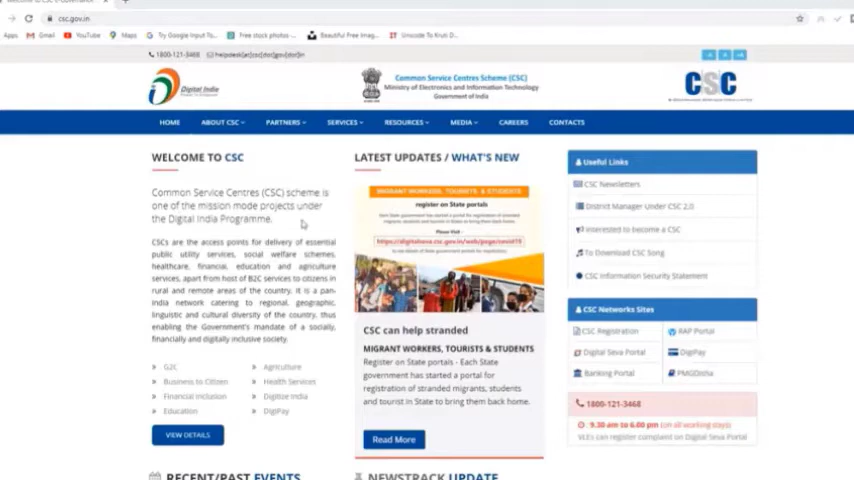 csc.gov.in
Apps Gmail YouTube Maps Try Google Input To... Free stock photos ... Beautiful Free Imag... Unicode To Kruti D...
1800-121-3468 helpdesk[at]csc[dot]gov[dot]in
Digital India
Common Service Centres Scheme (CSC)
Ministry of Electronics and Information Technology
Government of India
CSC
HOME ABOUT CSC PARTNERS SERVICES RESOURCES MEDIA CAREERS CONTACTS
WELCOME TO CSC
Common Service Centres (CSC) scheme is
one of the mission mode projects under
the Digital India Programme.
CSCs are the access points for delivery of essential
public utility services, social welfare schemes,
healthcare, financial, education and agriculture
services, apart from host of B2C services to citizens in
rural and remote areas of the country. It is a pan-
India network catering to regional, geographic,
linguistic and cultural diversity of the country, thus
enabling the Government's mandate of a socially,
financially and digitally inclusive society.
G2C Agriculture
Business to Citizen Health Services
Financial Inclusion Digitize India
Education DigiPay
VIEW DETAILS
RECENT/PAST EVENTS
LATEST UPDATES / WHAT'S NEW
MIGRANT WORKERS, TOURISTS & STUDENTS
register on State portals
Please Visit -
https://digitalseva.csc.gov.in/web/page/covid19
CSC can help stranded
MIGRANT WORKERS, TOURISTS & STUDENTS
Register on State portals - Each State
government has started a portal for
registration of stranded migrants, students
and tourist in State to bring them back home.
Read More
NEWSTRACK UPDATE
Useful Links
CSC Newsletters
District Manager Under CSC 2.0
Interested to become a CSC
To Download CSC Song
CSC Information Security Statement
CSC Networks Sites
CSC Registration RAP Portal
Digital Seva Portal DigiPay
Banking Portal PMGDisha
1800-121-3468
9.30 am to 6.00 pm (on all working days)
VLEs can register complaint on Digital Seva Portal